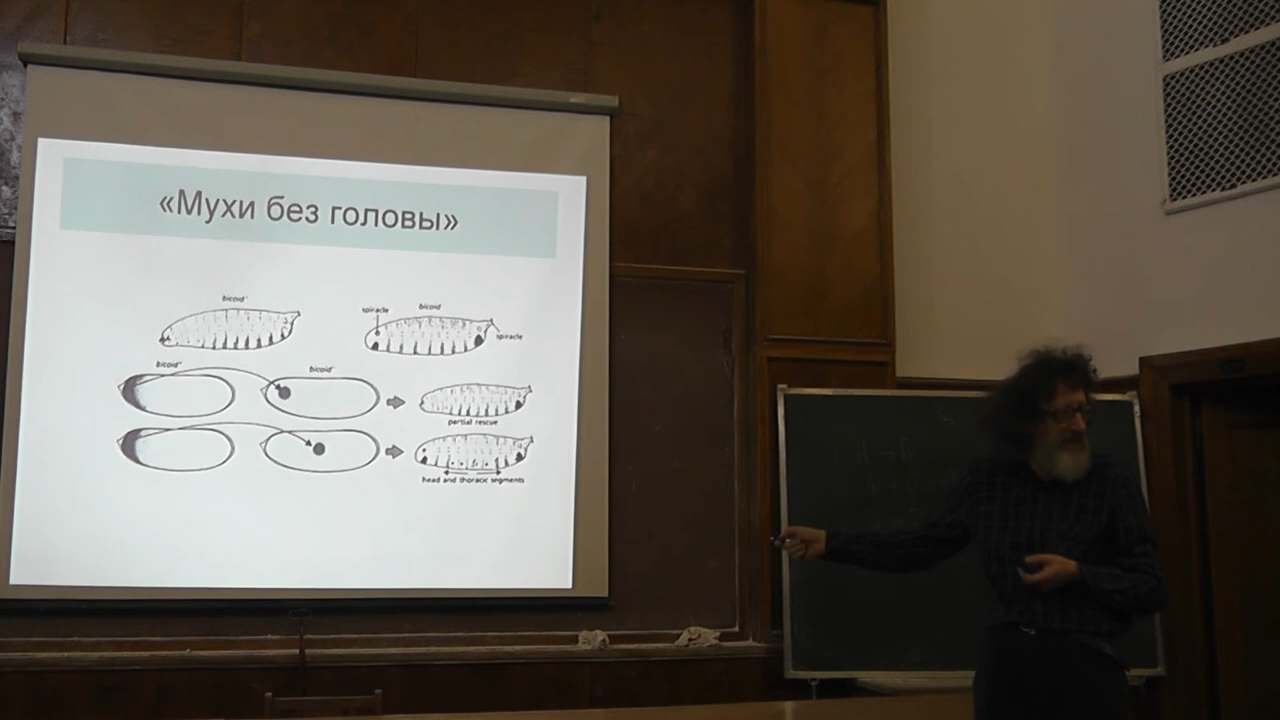 «Мухи без головы»
bicoid⁺
bicoid
spiracle
spiracle
bicoid⁺
bicoid⁻
partial rescue
head and thoracic segments